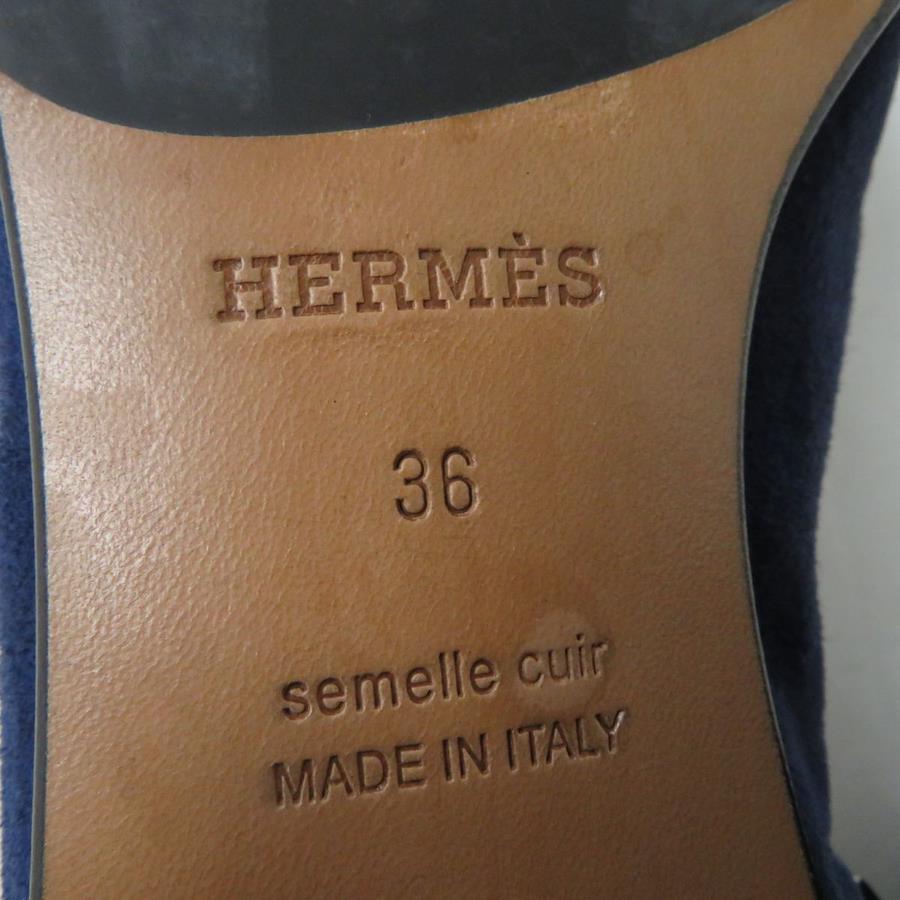 HERMÈS
36
semelle cuir
MADE IN ITALY